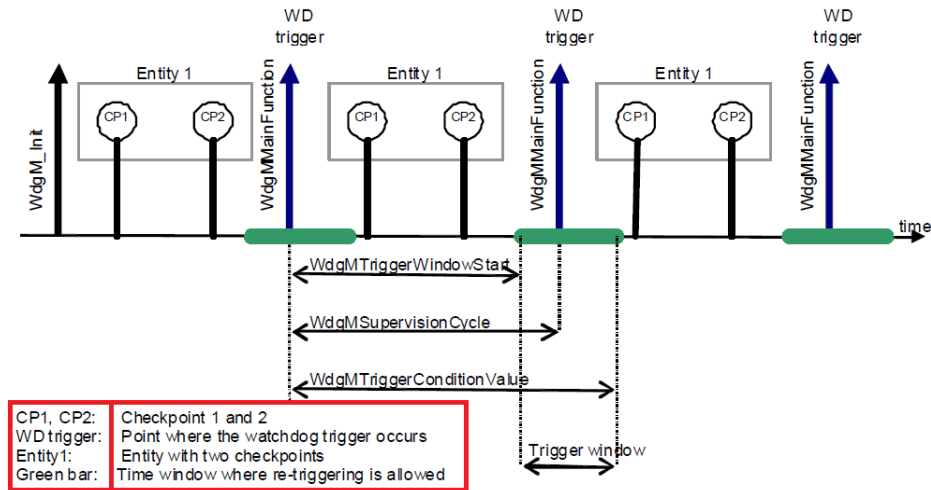 WD
trigger
WD
trigger
WD
trigger
Entity 1
Entity 1
Entity 1
WdgM_Init
CP1
CP2
WdgMMainFunction
CP1
CP2
WdgMMainFunction
CP1
CP2
WdgMMainFunction
time
WdgMTriggerWindowStart
WdgMSupervisionCycle
WdgMTriggerConditionValue
Trigger window
CP1, CP2: Checkpoint 1 and 2
WD trigger: Point where the watchdog trigger occurs
Entity1: Entity with two checkpoints
Green bar: Time window where re-triggering is allowed